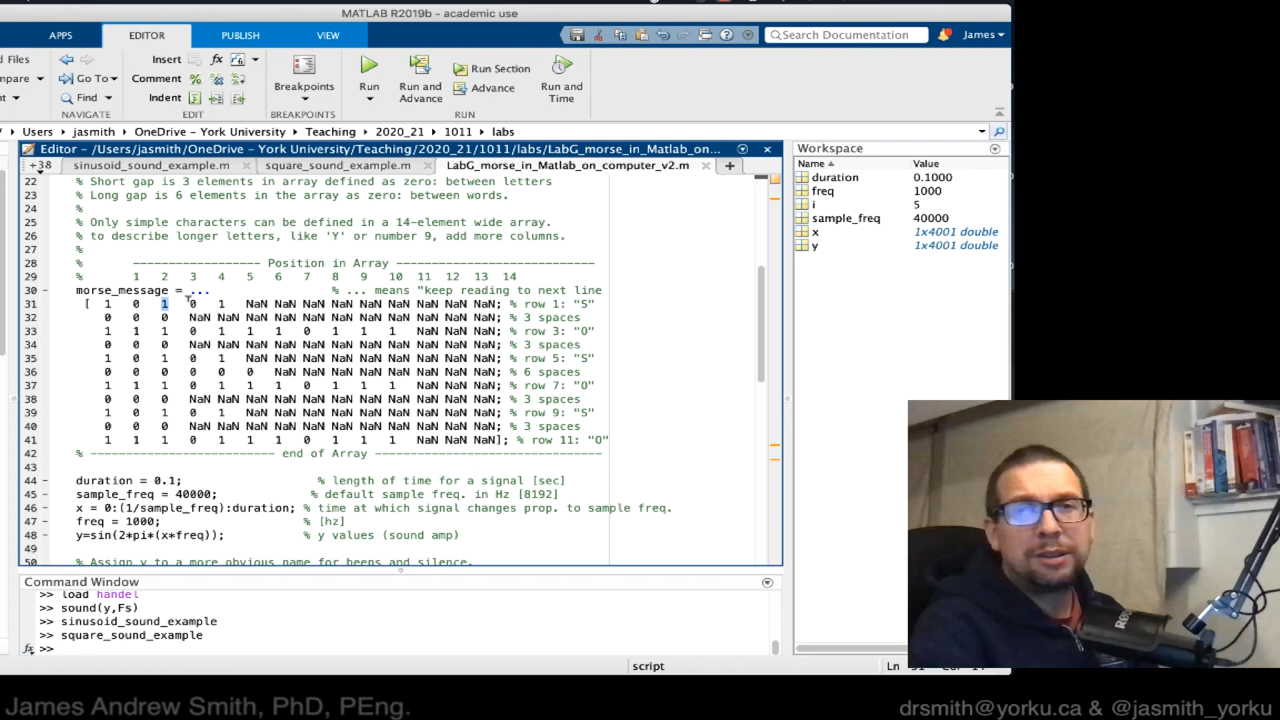 MATLAB R2019b - academic use
APPS EDITOR PUBLISH VIEW Search Documentation James
d Files Insert Run Section
mpare Go To Comment Breakpoints Run Run and Advance Advance Run and Time
Find Indent
NAVIGATE EDIT BREAKPOINTS RUN
Users jasmith OneDrive - York University Teaching 2020_21 1011 labs
Editor - /Users/jasmith/OneDrive - York University/Teaching/2020_21/1011/labs/LabG_morse_in_Matlab_on_...
+38 sinusoid_sound_example.m square_sound_example.m LabG_morse_in_Matlab_on_computer_v2.m
22 % Short gap is 3 elements in array defined as zero: between letters
23 % Long gap is 6 elements in the array as zero: between words.
24 %
25 % Only simple characters can be defined in a 14-element wide array.
26 % to describe longer letters, like 'Y' or number 9, add more columns.
27 %
28 % ------------------ Position in Array ----------------------------
29 % 1 2 3 4 5 6 7 8 9 10 11 12 13 14
30 - morse_message = ... % ... means "keep reading to next line
31 [ 1 0 1 0 1 NaN NaN NaN NaN NaN NaN NaN NaN NaN; % row 1: "S"
32 0 0 0 NaN NaN NaN NaN NaN NaN NaN NaN NaN NaN NaN; % 3 spaces
33 1 1 1 0 1 1 1 0 1 1 1 NaN NaN NaN; % row 3: "O"
34 0 0 0 NaN NaN NaN NaN NaN NaN NaN NaN NaN NaN NaN; % 3 spaces
35 1 0 1 0 1 NaN NaN NaN NaN NaN NaN NaN NaN NaN; % row 5: "S"
36 0 0 0 0 0 0 NaN NaN NaN NaN NaN NaN NaN NaN; % 6 spaces
37 1 1 1 0 1 1 1 0 1 1 1 NaN NaN NaN; % row 7: "O"
38 0 0 0 NaN NaN NaN NaN NaN NaN NaN NaN NaN NaN NaN; % 3 spaces
39 1 0 1 0 1 NaN NaN NaN NaN NaN NaN NaN NaN NaN; % row 9: "S"
40 0 0 0 NaN NaN NaN NaN NaN NaN NaN NaN NaN NaN NaN; % 3 spaces
41 1 1 1 0 1 1 1 0 1 1 1 NaN NaN NaN]; % row 11: "O"
42 % -------------------------- end of Array -----------------------------
43
44 - duration = 0.1; % length of time for a signal [sec]
45 - sample_freq = 40000; % default sample freq. in Hz [8192]
46 - x = 0:(1/sample_freq):duration; % time at which signal changes prop. to sample freq.
47 - freq = 1000; % [hz]
48 - y=sin(2*pi*(x*freq)); % y values (sound amp)
49
50 % Assign y to a more obvious name for beeps and silence.
Workspace
Name Value
duration 0.1000
freq 1000
i 5
sample_freq 40000
x 1x4001 double
y 1x4001 double
Command Window
>> load handel
>> sound(y,Fs)
>> sinusoid_sound_example
>> square_sound_example
fx >>
script Ln
RODE
James Andrew Smith, PhD, PEng.
drsmith@yorku.ca & @jasmith_yorku